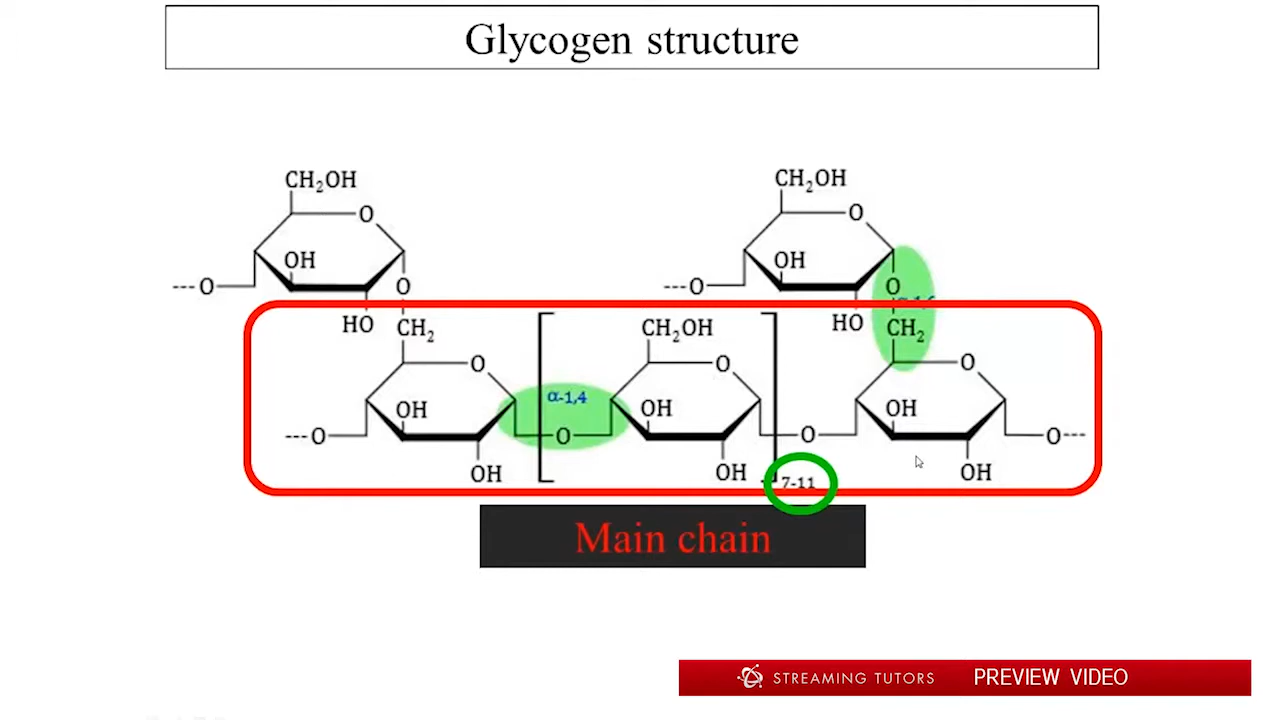 Glycogen structure
CH₂OH CH₂OH
O O
OH OH
---O O ---O O
HO CH₂ CH₂OH HO CH₂
O O O
α-1,4
OH OH OH
---O O O O---
OH OH OH
7-11
Main chain
STREAMING TUTORS PREVIEW VIDEO